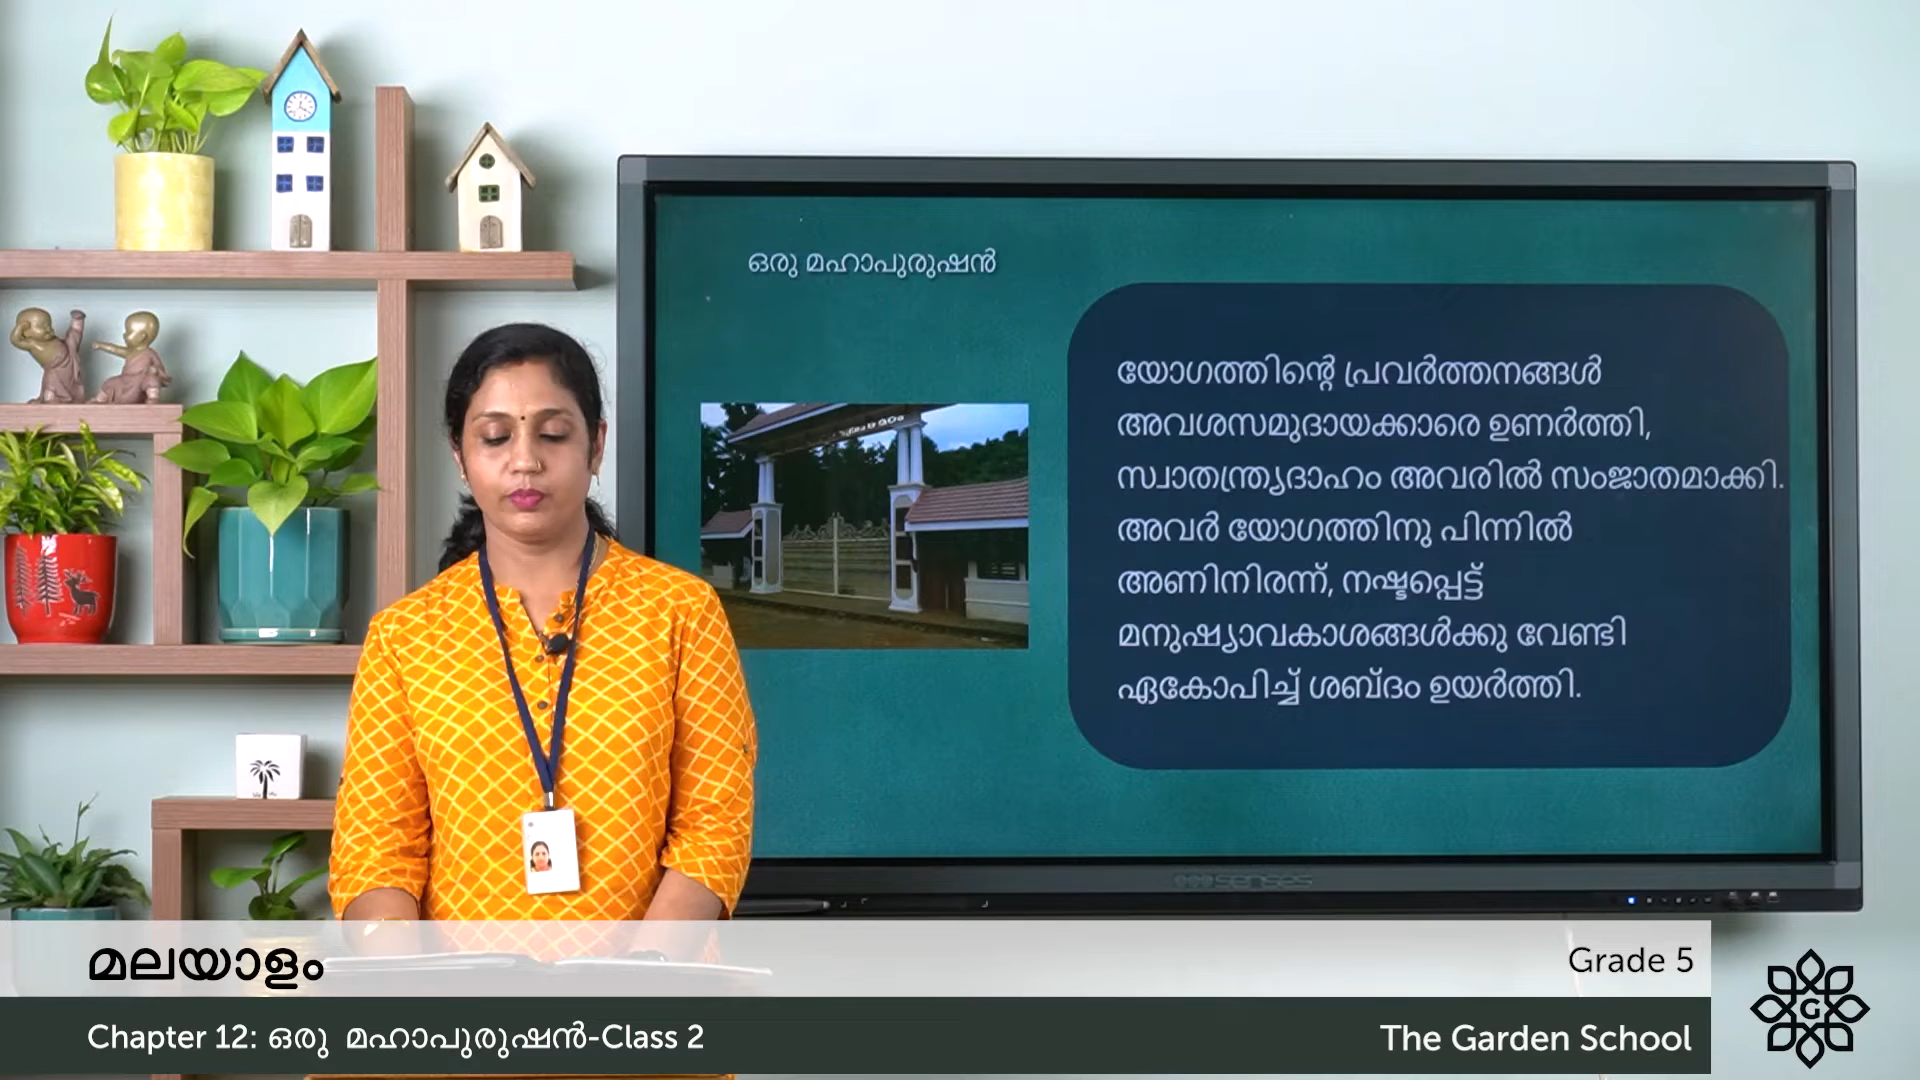 ഒരു മഹാപുരുഷൻ
യോഗത്തിന്റെ പ്രവർത്തനങ്ങൾ
അവശസമുദായക്കാരെ ഉണർത്തി,
സ്വാതന്ത്ര്യദാഹം അവരിൽ സംജാതമാക്കി.
അവർ യോഗത്തിനു പിന്നിൽ
അണിനിരന്ന്, നഷ്ടപ്പെട്ട്
മനുഷ്യാവകാശങ്ങൾക്കു വേണ്ടി
ഏകോപിച്ച് ശബ്ദം ഉയർത്തി.
മലയാളം
Grade 5
Chapter 12: ഒരു മഹാപുരുഷൻ-Class 2
The Garden School
G